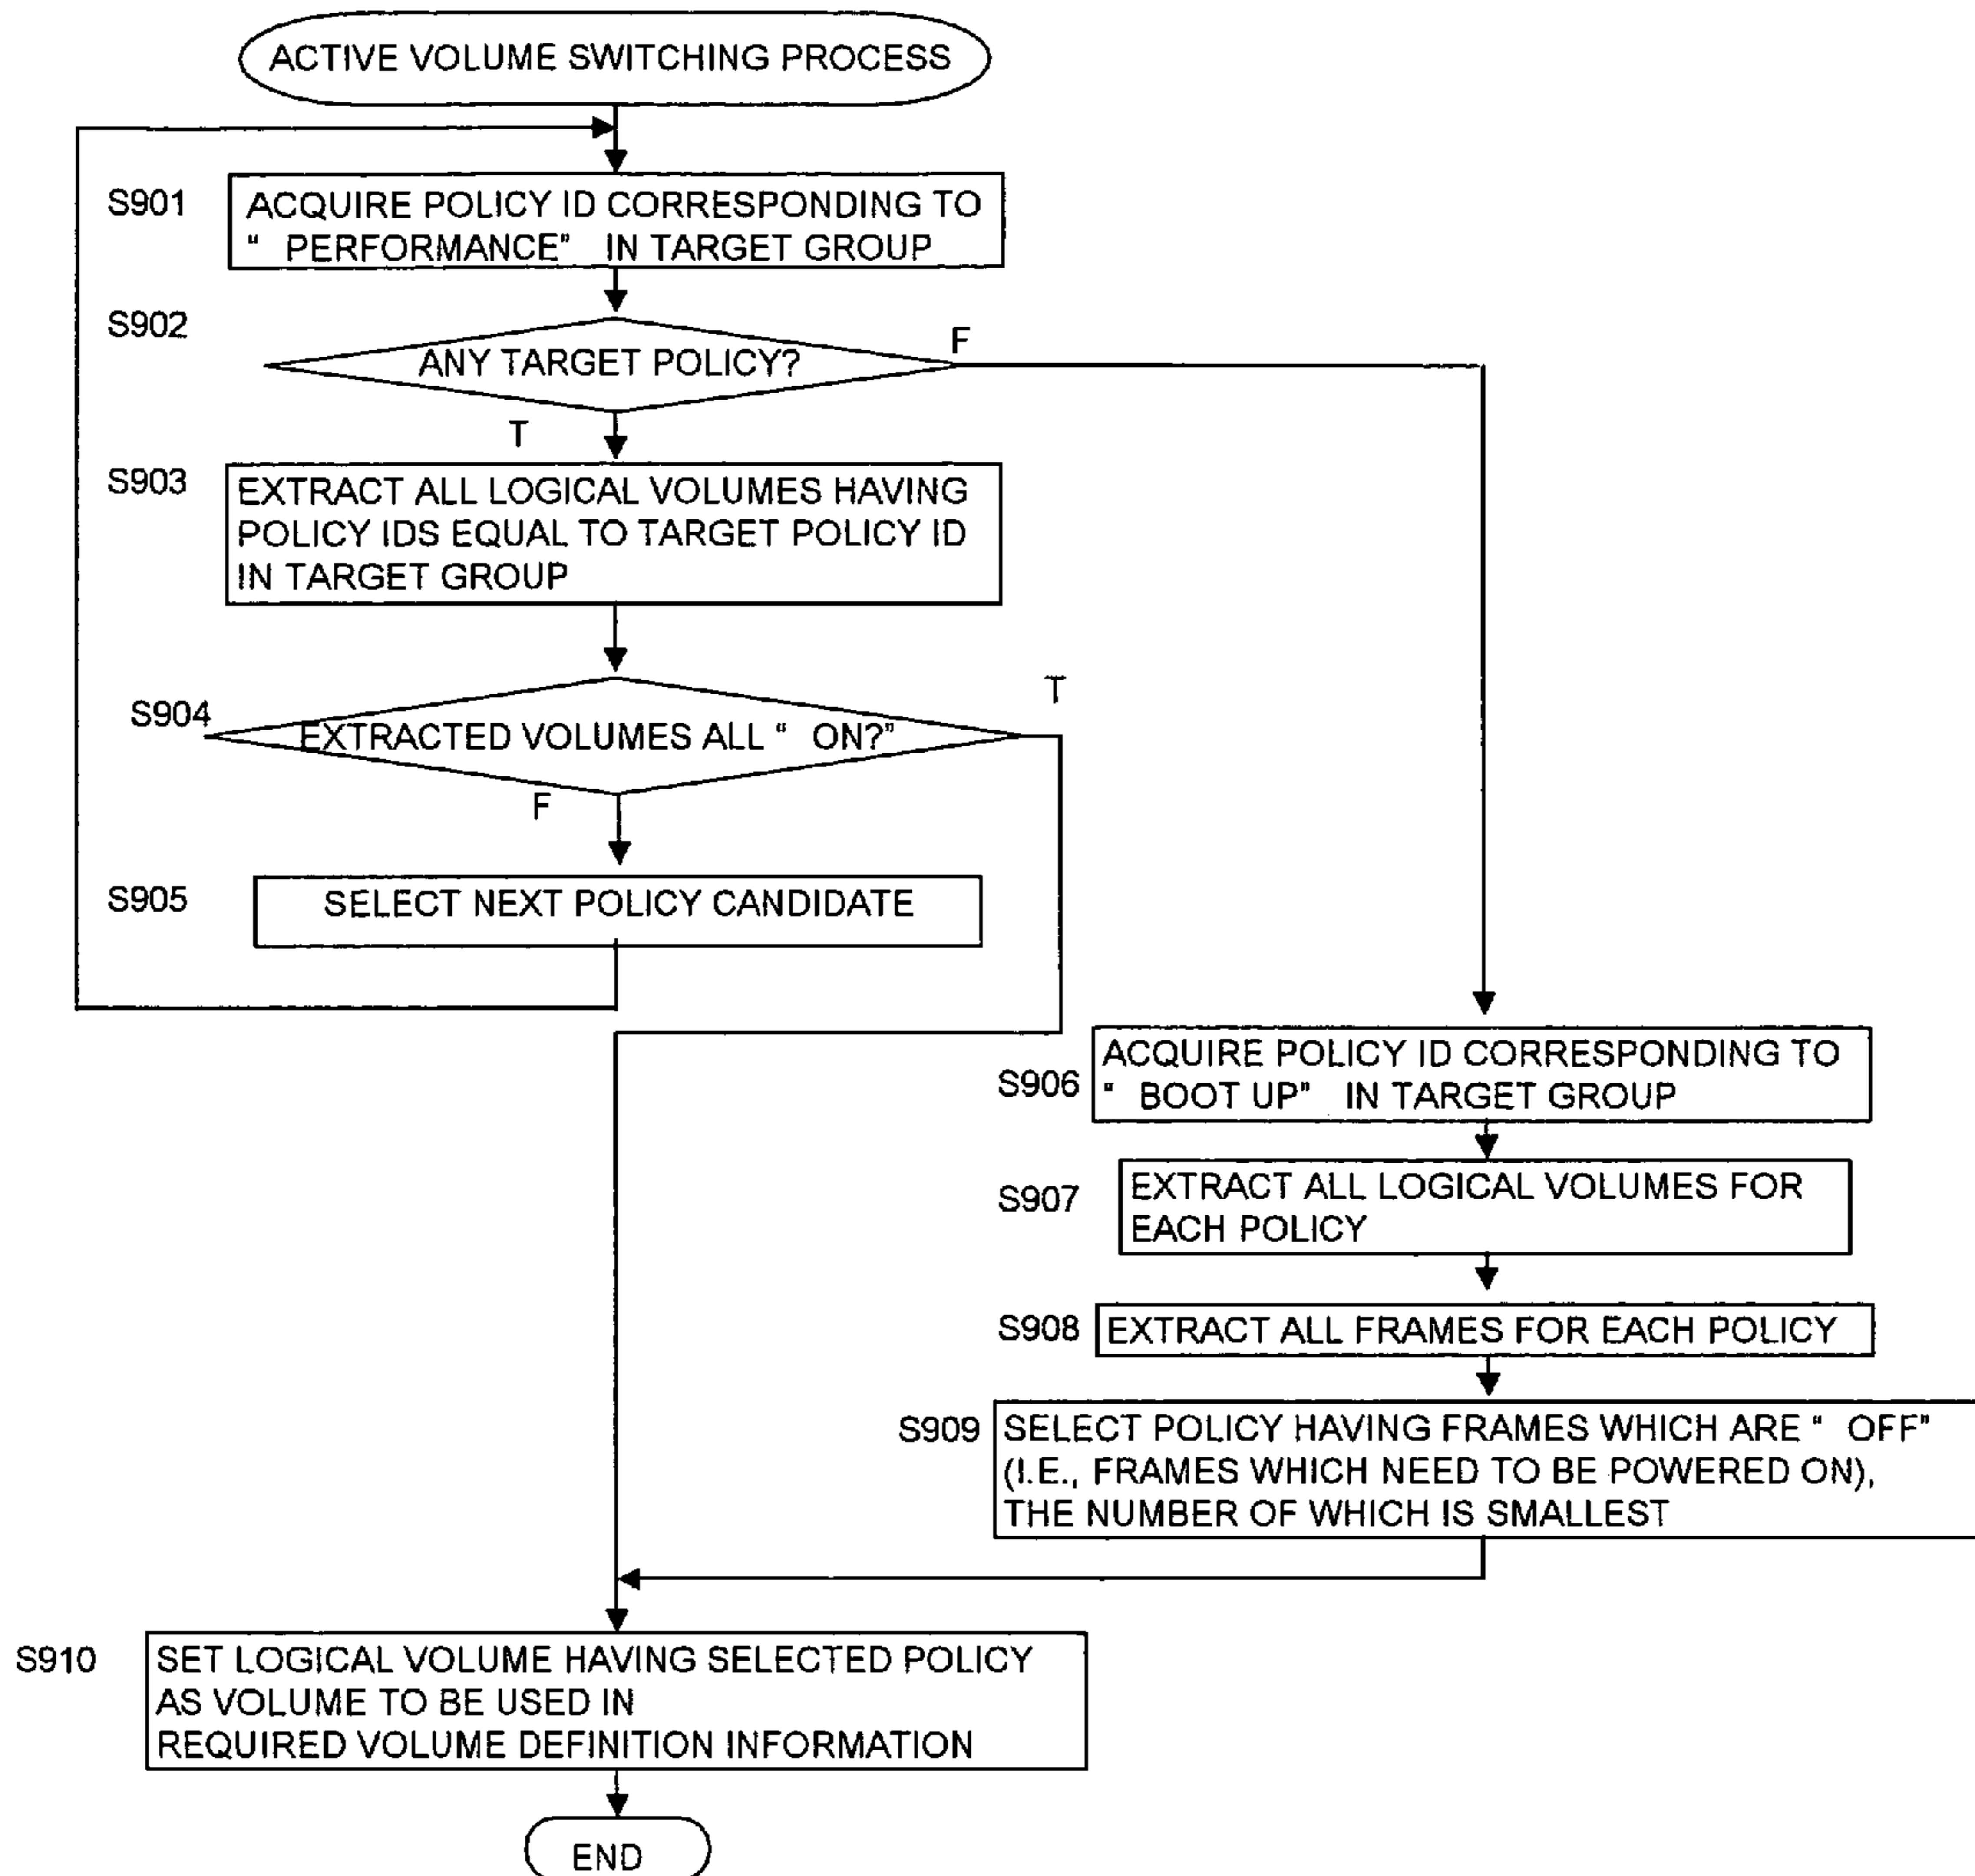 ACTIVE VOLUME SWITCHING PROCESS
S901
ACQUIRE POLICY ID CORRESPONDING TO
" PERFORMANCE" IN TARGET GROUP
S902
ANY TARGET POLICY?
F
T
S903
EXTRACT ALL LOGICAL VOLUMES HAVING
POLICY IDS EQUAL TO TARGET POLICY ID
IN TARGET GROUP
S904
EXTRACTED VOLUMES ALL " ON?"
T
F
S905
SELECT NEXT POLICY CANDIDATE
S906
ACQUIRE POLICY ID CORRESPONDING TO
" BOOT UP" IN TARGET GROUP
S907
EXTRACT ALL LOGICAL VOLUMES FOR
EACH POLICY
S908
EXTRACT ALL FRAMES FOR EACH POLICY
S909
SELECT POLICY HAVING FRAMES WHICH ARE " OFF"
(I.E., FRAMES WHICH NEED TO BE POWERED ON),
THE NUMBER OF WHICH IS SMALLEST
S910
SET LOGICAL VOLUME HAVING SELECTED POLICY
AS VOLUME TO BE USED IN
REQUIRED VOLUME DEFINITION INFORMATION
END